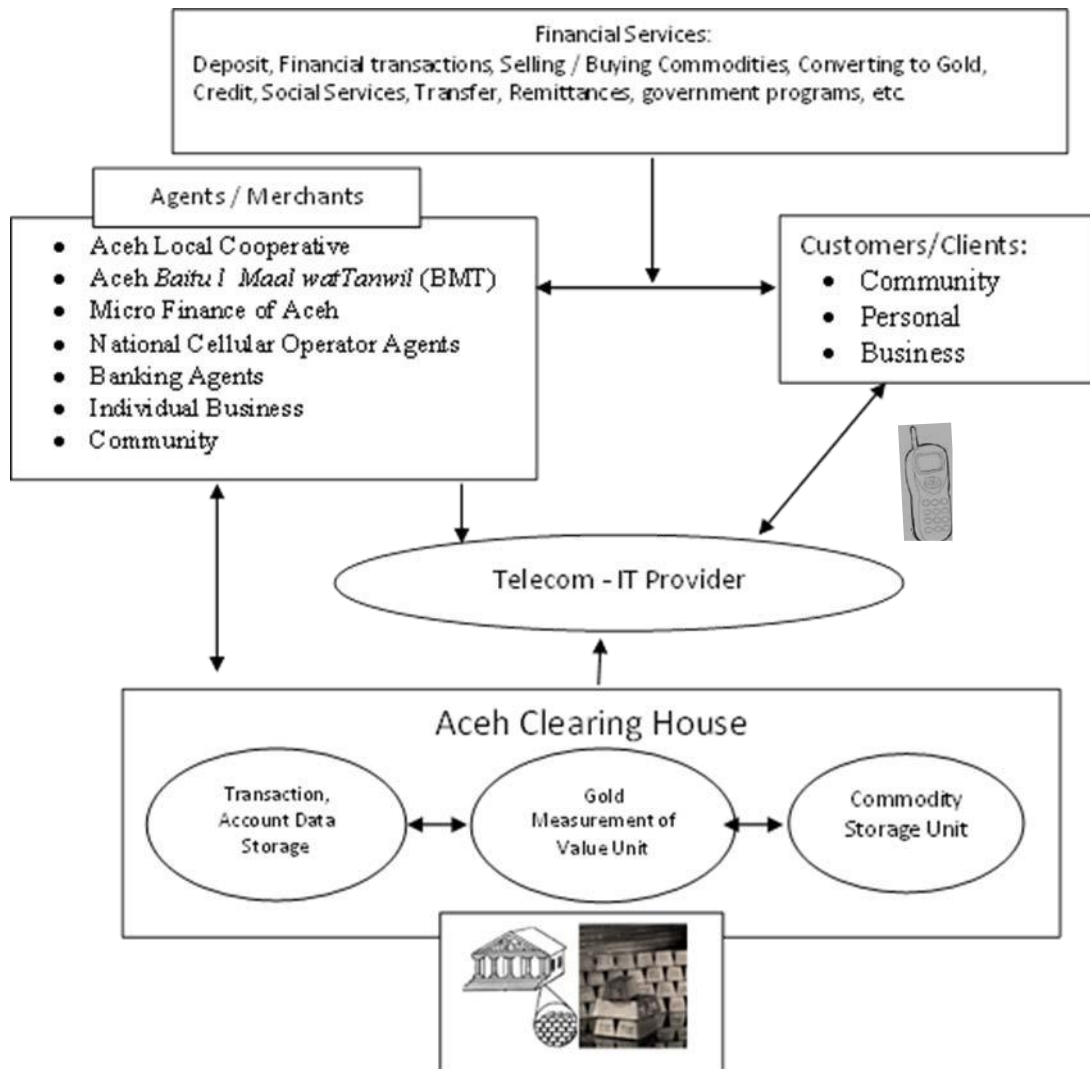 Financial Services:
Deposit, Financial transactions, Selling / Buying Commodities, Converting to Gold,
Credit, Social Services, Transfer, Remittances, government programs, etc
Agents / Merchants
• Aceh Local Cooperative
• Aceh Baitul Maal watTanwil (BMT)
• Micro Finance of Aceh
• National Cellular Operator Agents
• Banking Agents
• Individual Business
• Community
Customers/Clients:
• Community
• Personal
• Business
Telecom - IT Provider
Aceh Clearing House
Transaction,
Account Data
Storage
Gold
Measurement of
Value Unit
Commodity
Storage Unit